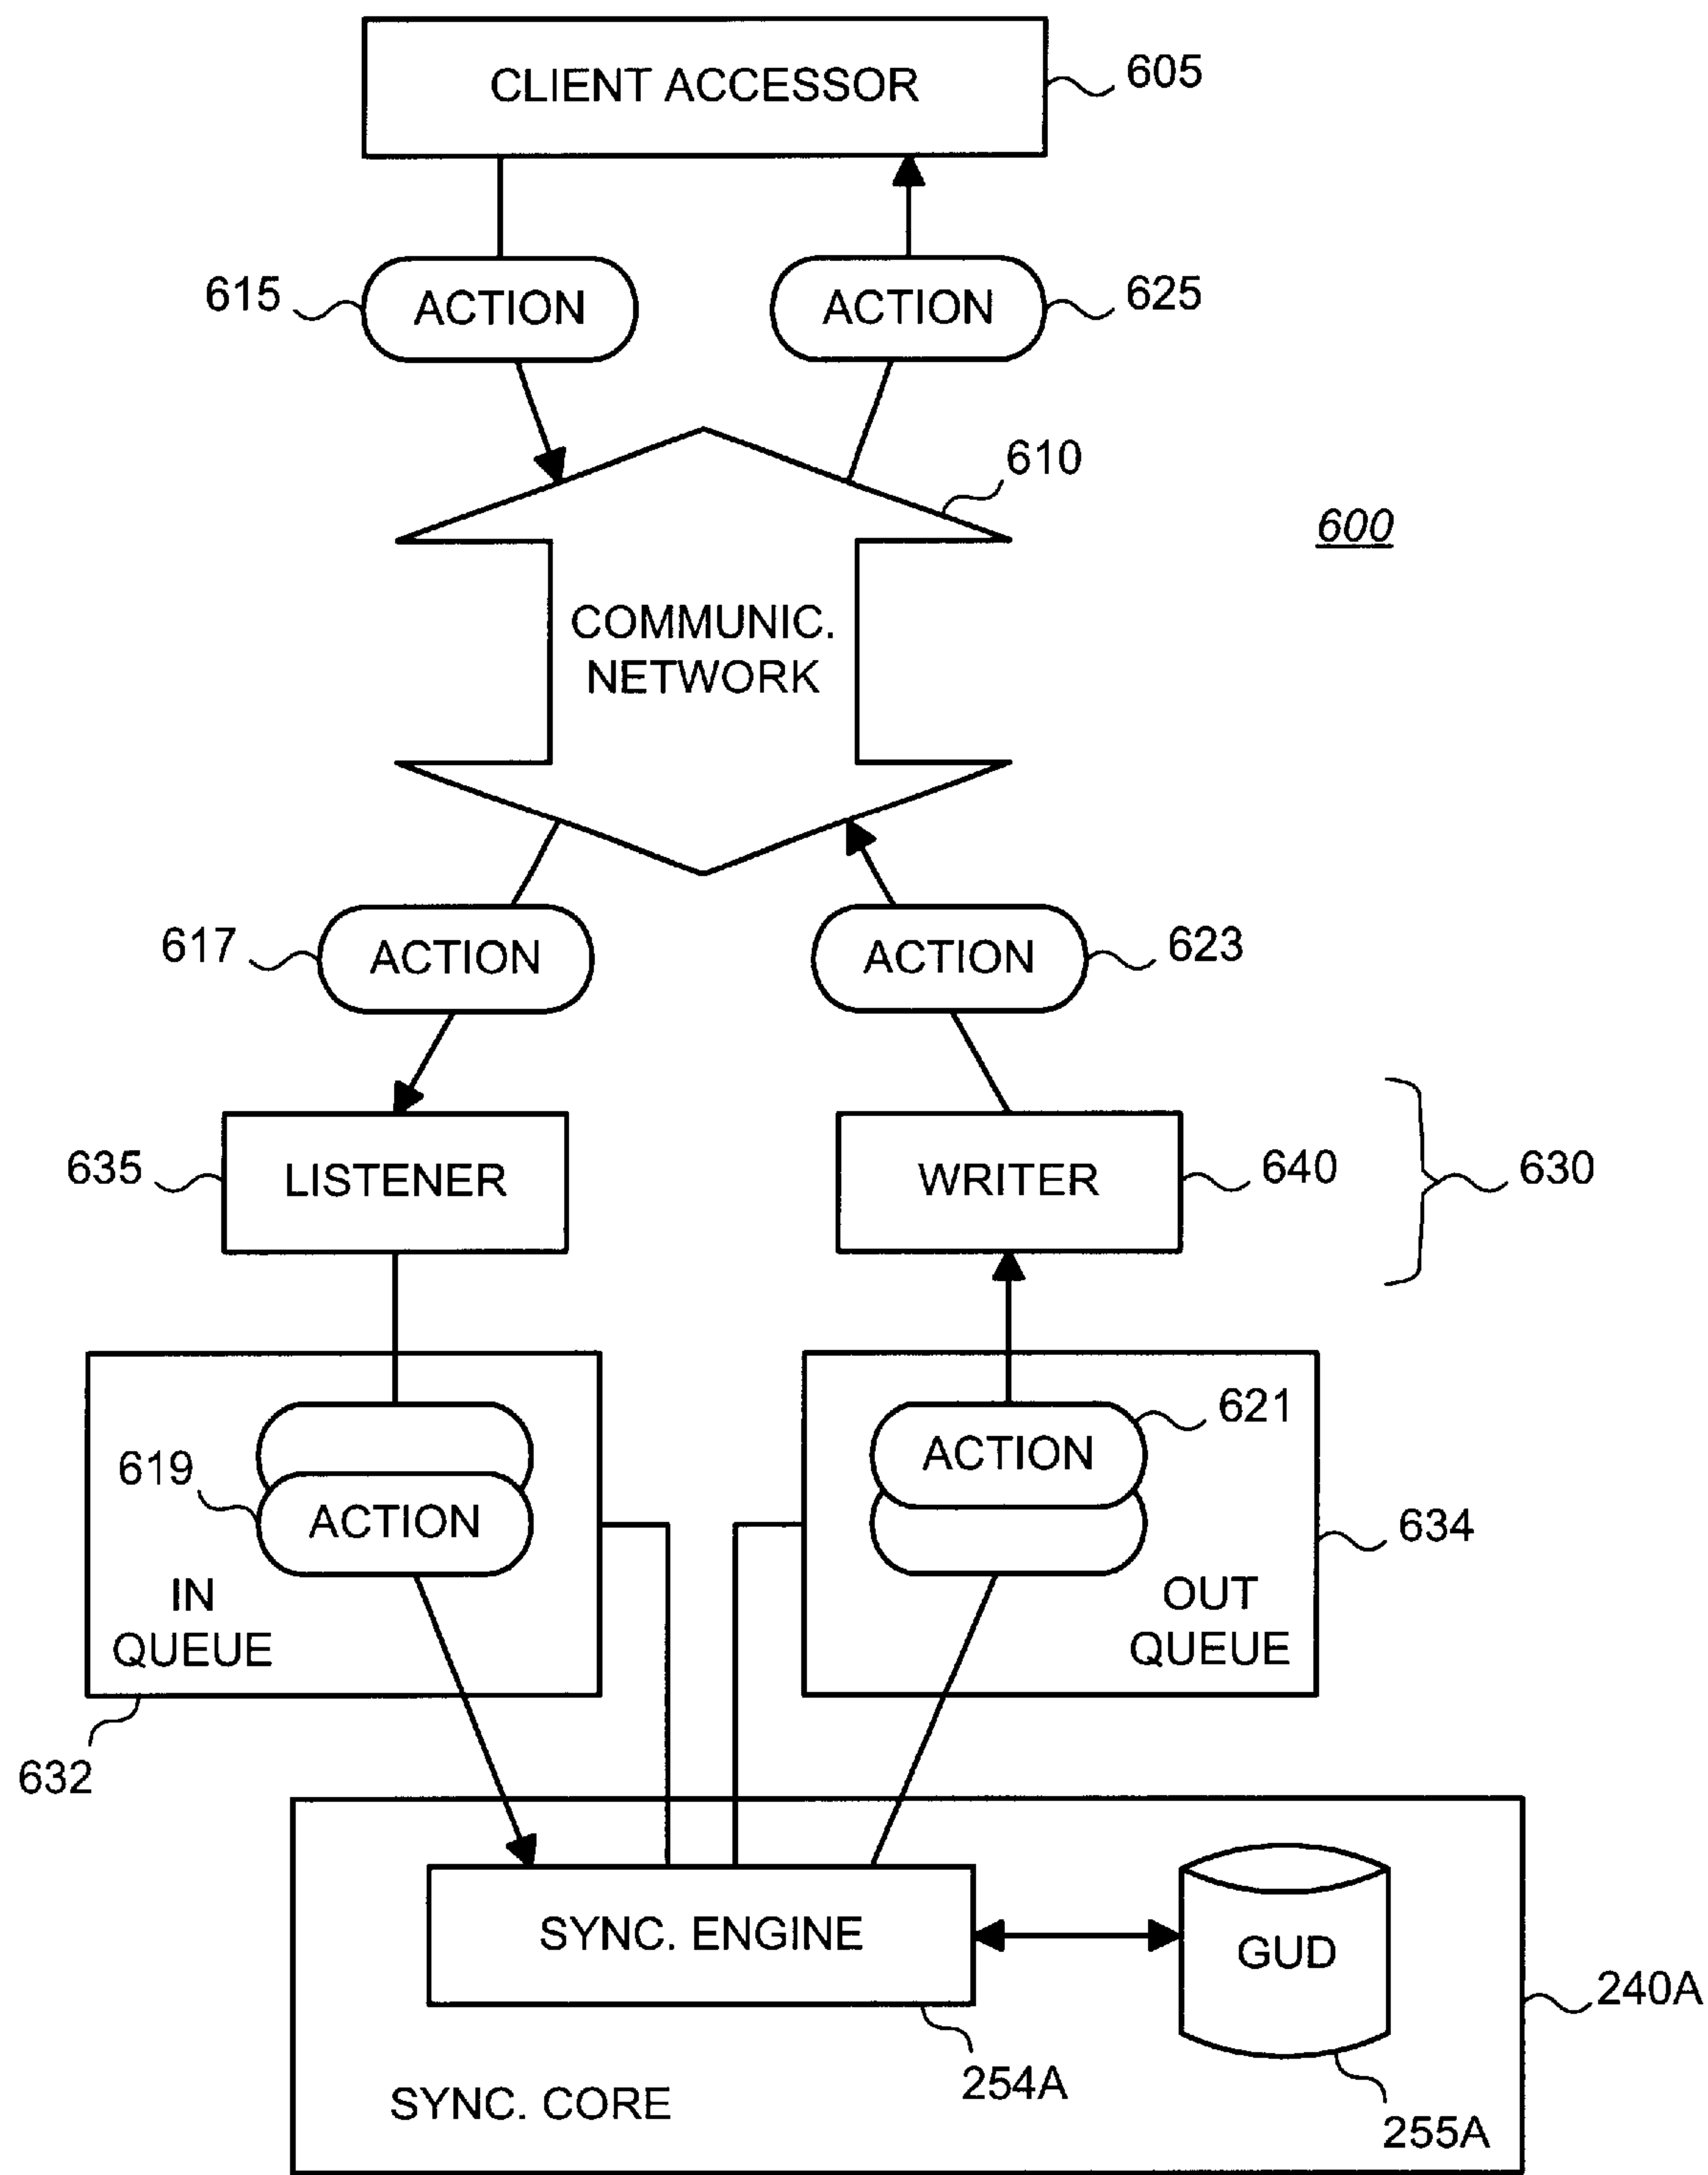 CLIENT ACCESSOR
605
615
ACTION
ACTION
625
610
600
COMMUNIC.
NETWORK
617
ACTION
ACTION
623
635
LISTENER
WRITER
640
630
621
ACTION
619
ACTION
634
IN
QUEUE
OUT
QUEUE
632
SYNC. ENGINE
GUD
240A
254A
SYNC. CORE
255A